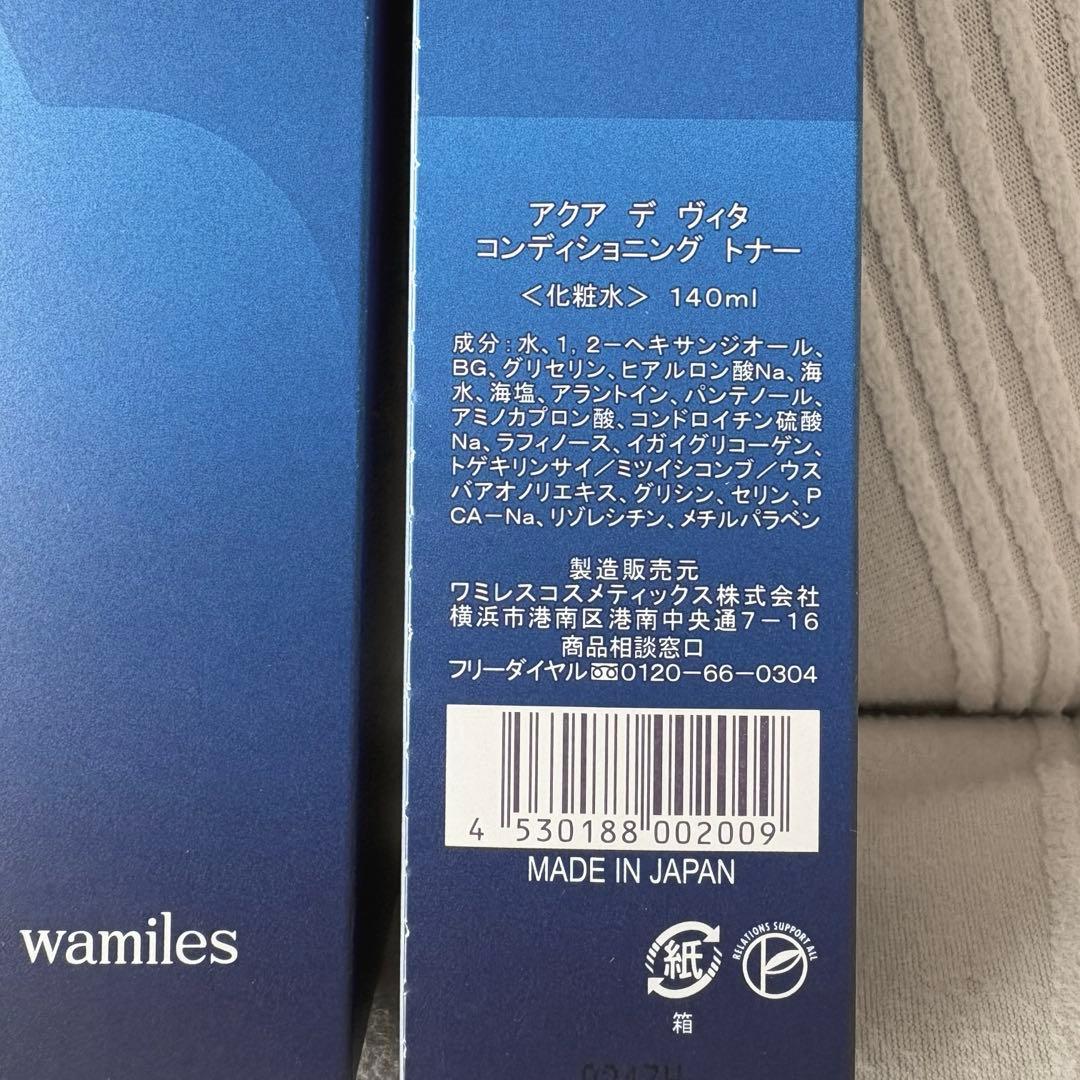 アクア デ ヴィタ
コンディショニング トナー
＜化粧水＞ 140ml
成分：水、1，2－ヘキサンジオール、
BG、グリセリン、ヒアルロン酸Na、海
水、海塩、アラントイン、パンテノール、
アミノカプロン酸、コンドロイチン硫酸
Na、ラフィノース、イガイグリコーゲン、
トゲキリンサイ／ミツイシコンブ／ウス
バアオノリエキス、グリシン、セリン、P
CA－Na、リゾレシチン、メチルパラベン
製造販売元
ワミレスコスメティックス株式会社
横浜市港南区港南中央通7－16
商品相談窓口
フリーダイヤル 0120－66－0304
4 530188 002009
MADE IN JAPAN
wamiles
紙
RELATIONS SUPPORT ALL
箱